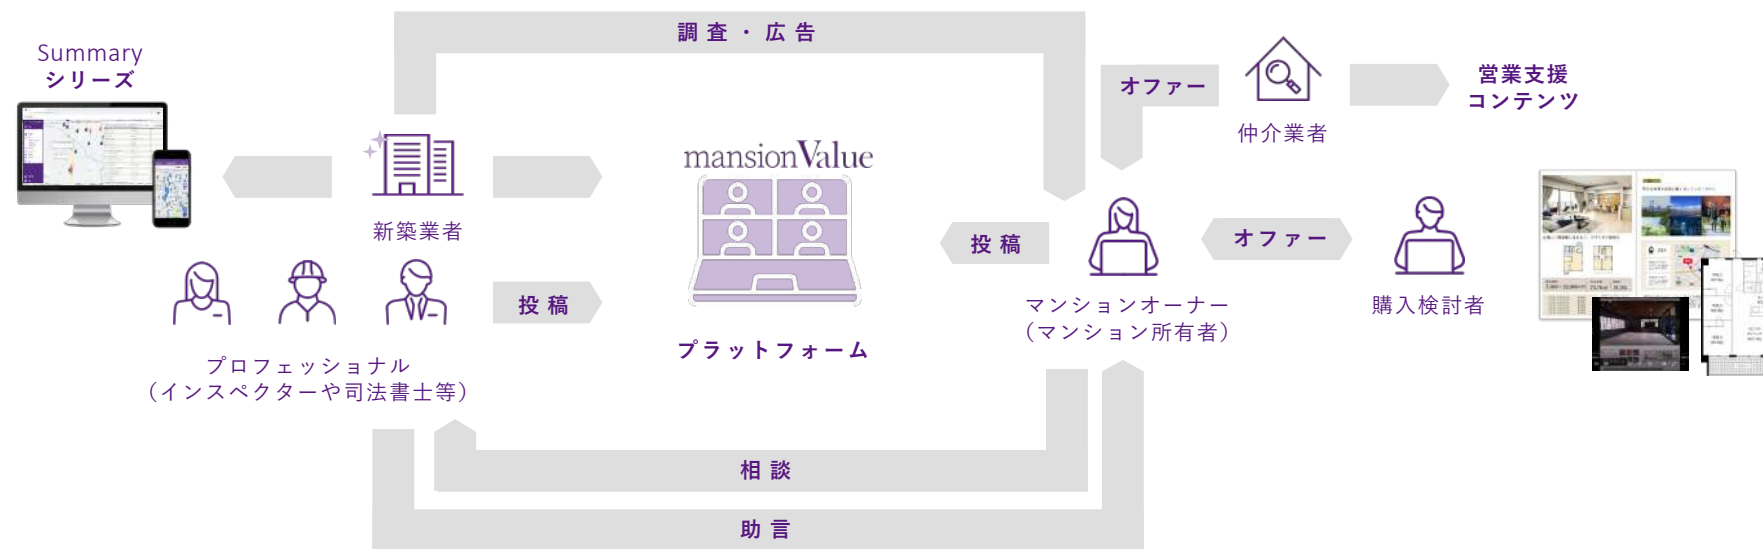 調査・広告
Summary
シリーズ
オファー
営業支援
コンテンツ
仲介業者
mansionValue
新築業者
投稿
オファー
投稿
マンションオーナー
（マンション所有者）
購入検討者
プラットフォーム
プロフェッショナル
（インスペクターや司法書士等）
相談
助言